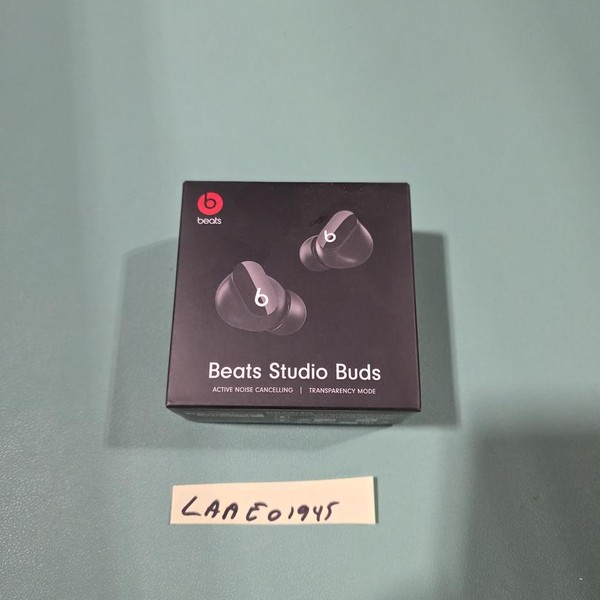 beats
Beats Studio Buds
ACTIVE NOISE CANCELLING | TRANSPARENCY MODE
LAAE01945